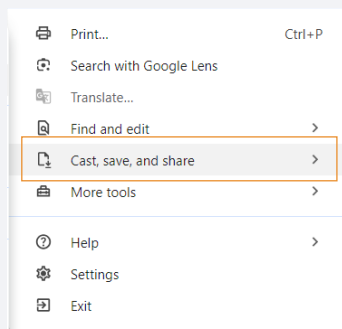 Print... Ctrl+P
Search with Google Lens
Translate...
Find and edit
Cast, save, and share
More tools
Help
Settings
Exit